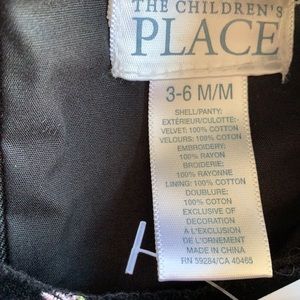 THE CHILDREN'S
PLACE
3-6 M/M
SHELL/PANTY:
EXTÉRIEUR/CULOTTE:-
VELVET: 100% COTTON
VELOURS: 100% COTON
EMBROIDERY:
100% RAYON
BRODERIE:
100% RAYONNE
LINING: 100% COTTON
DOUBLURE:
100% COTON
EXCLUSIVE OF
DECORATION
A L'EXCLUSION
DE L'ORNEMENT
MADE IN CHINA
RN 59284/CA 40465